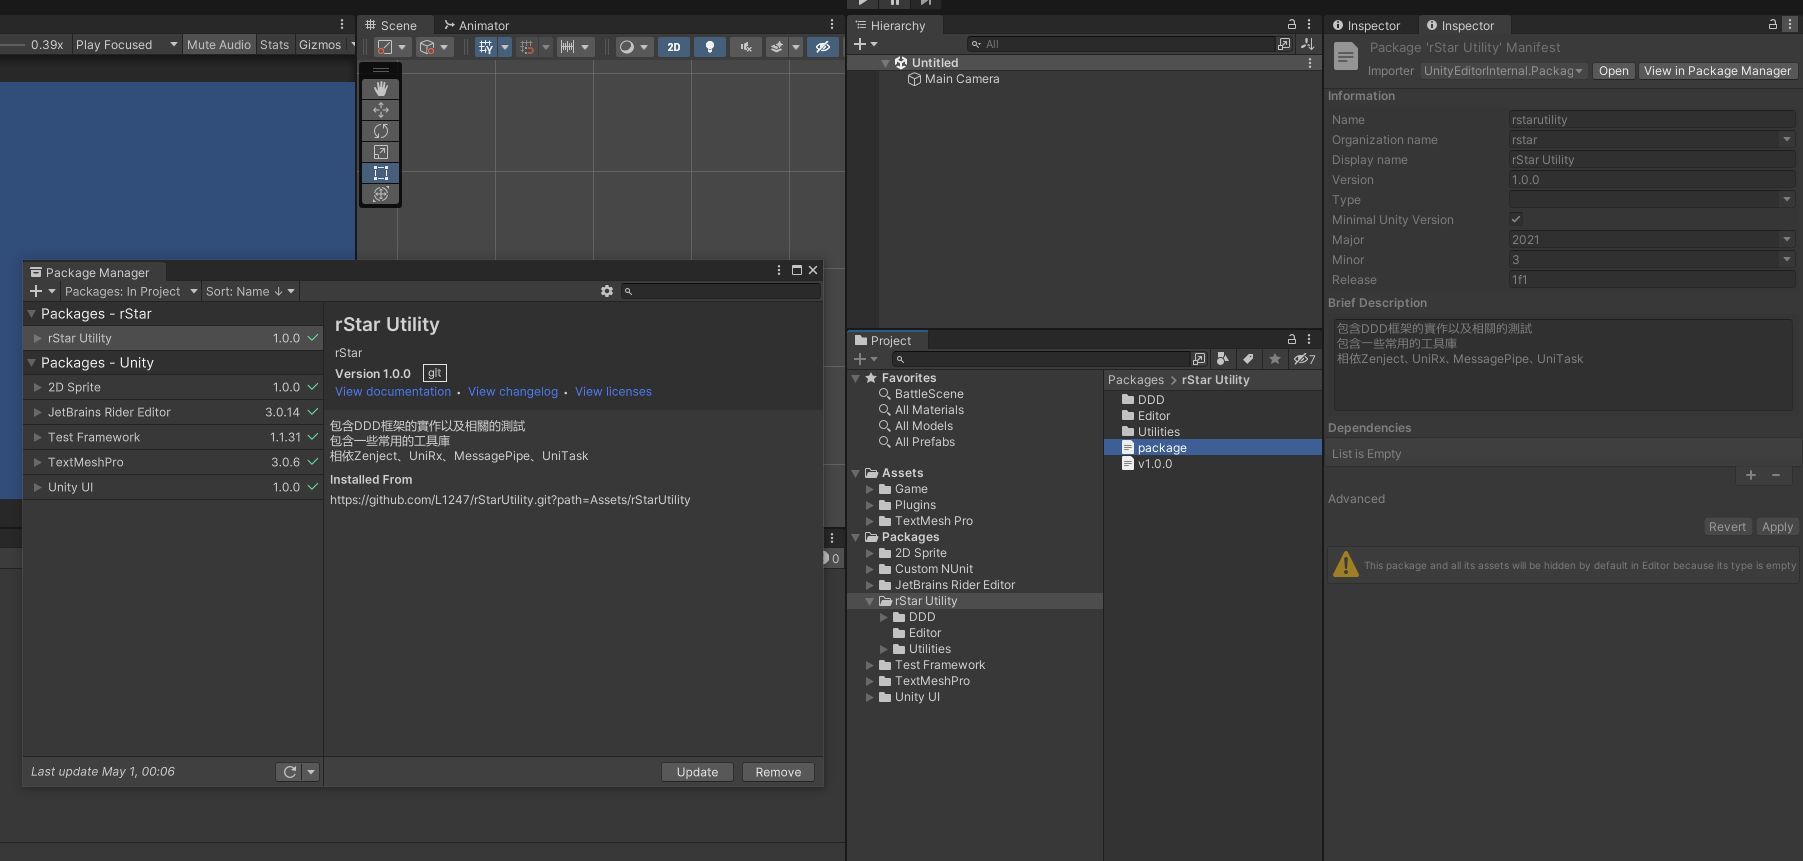 0.39x
Play Focused
Mute Audio
Stats
Gizmos
Scene
Animator
2D
Package Manager
Packages: In Project
Sort: Name ↓
Packages - rStar
rStar Utility
1.0.0
Packages - Unity
2D Sprite
1.0.0
JetBrains Rider Editor
3.0.14
Test Framework
1.1.31
TextMeshPro
3.0.6
Unity UI
1.0.0
Last update May 1, 00:06
rStar Utility
rStar
Version 1.0.0
git
View documentation • View changelog • View licenses
包含DDD框架的實作以及相關的測試
包含一些常用的工具庫
相依Zenject、UniRx、MessagePipe、UniTask
Installed From
https://github.com/L1247/rStarUtility.git?path=Assets/rStarUtility
Update
Remove
0
Hierarchy
All
Untitled
Main Camera
Project
7
Favorites
BattleScene
All Materials
All Models
All Prefabs
Assets
Game
Plugins
TextMesh Pro
Packages
2D Sprite
Custom NUnit
JetBrains Rider Editor
rStar Utility
DDD
Editor
Utilities
Test Framework
TextMeshPro
Unity UI
Packages > rStar Utility
DDD
Editor
Utilities
package
v1.0.0
Inspector
Inspector
Package 'rStar Utility' Manifest
Importer
UnityEditorInternal.Packag
Open
View in Package Manager
Information
Name
rstarutility
Organization name
rstar
Display name
rStar Utility
Version
1.0.0
Type
Minimal Unity Version
Major
2021
Minor
3
Release
1f1
Brief Description
包含DDD框架的實作以及相關的測試
包含一些常用的工具庫
相依Zenject、UniRx、MessagePipe、UniTask
Dependencies
List is Empty
Advanced
Revert
Apply
This package and all its assets will be hidden by default in Editor because its type is empty